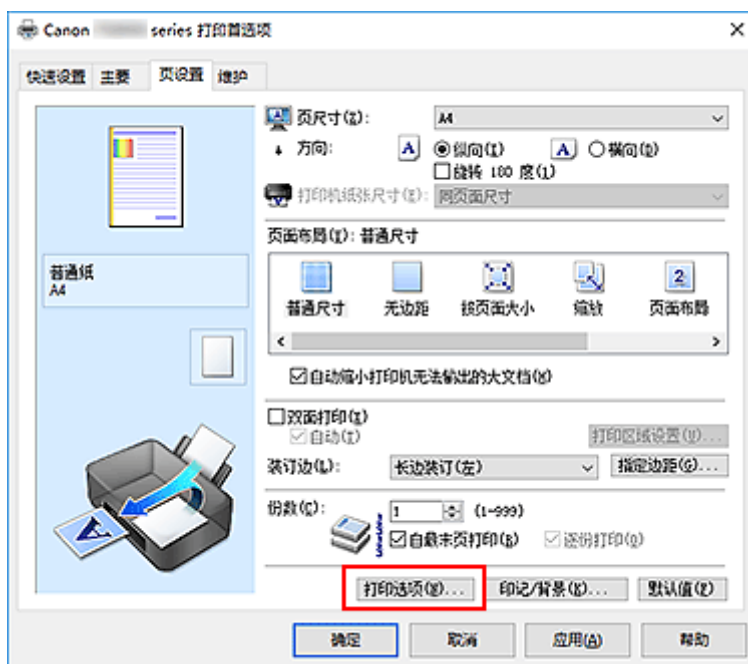 Canon series 打印首选项
快速设置 主要 页设置 维护
页尺寸(Z): A4
方向: A 纵向(I) A 横向(D)
旋转 180 度(1)
打印机纸张尺寸(E): 同页面尺寸
页面布局(Y): 普通尺寸
普通纸
A4
2
普通尺寸 无边距 按页面大小 缩放 页面布局
自动缩小打印机无法输出的大文档(N)
双面打印(X)
自动(T) 打印区域设置(U)...
装订边(L): 长边装订(左) 指定边距(G)...
份数(C): 1 (1-999)
自最末页打印(B) 逐份打印(O)
A
打印选项(W)... 印记/背景(K)... 默认值(F)
确定 取消 应用(A) 帮助